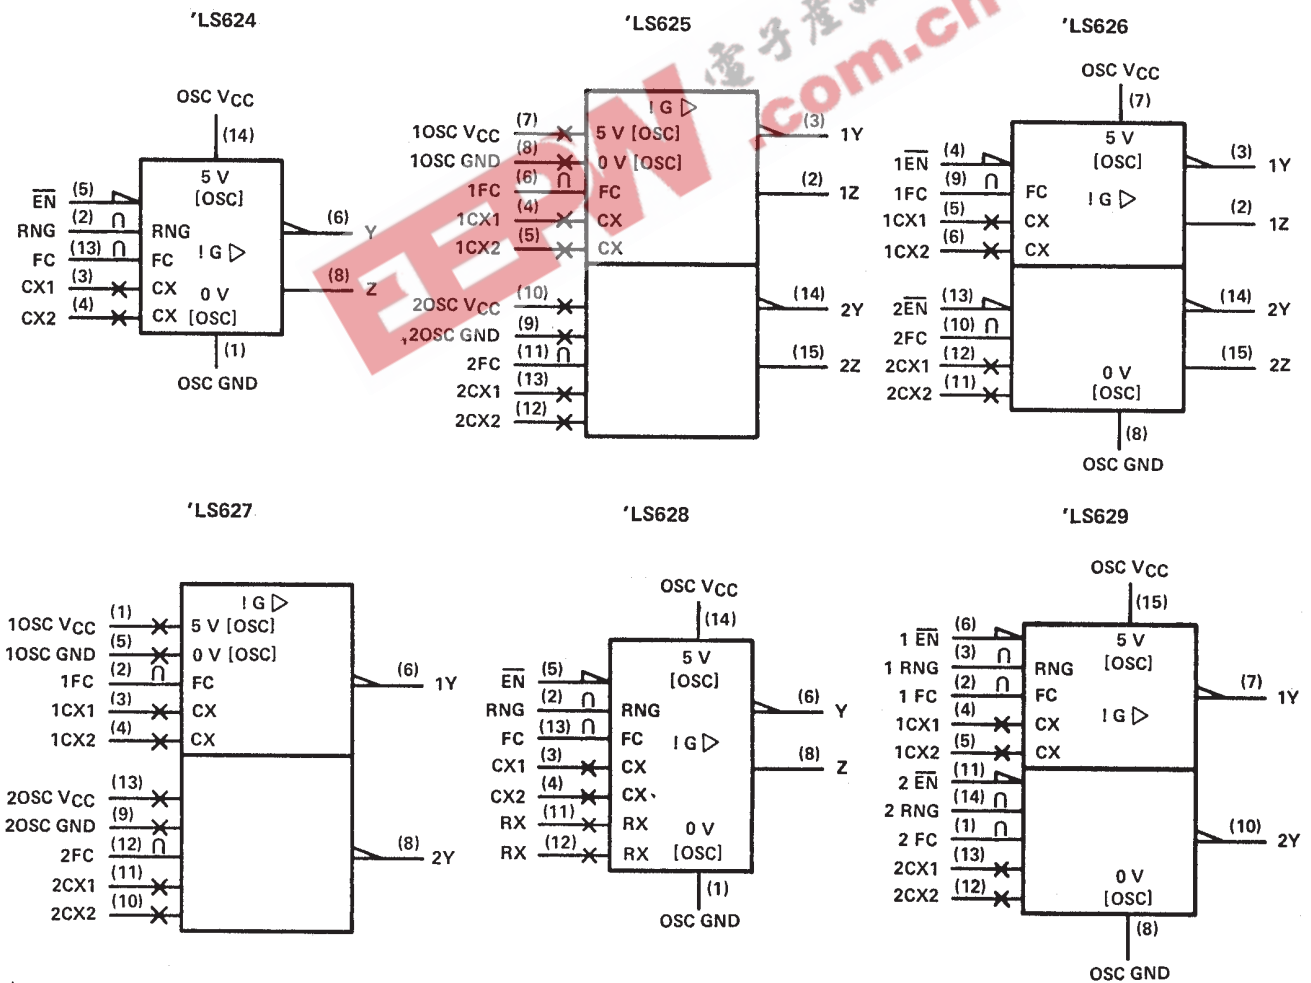 'LS624
OSC VCC
(14)
5 V
[OSC]
EN (5)
RNG (2) RNG
FC (13) FC
CX1 (3) CX
CX2 (4) CX
! G
0 V
[OSC]
(6) Y
(8) Z
(1)
OSC GND
'LS625
! G
1OSC VCC (7) 5 V [OSC]
1OSC GND (8) 0 V [OSC]
1FC (6) FC
1CX1 (4) CX
1CX2 (5) CX
(3) 1Y
(2) 1Z
2OSC VCC (10)
2OSC GND (9)
2FC (11)
2CX1 (13)
2CX2 (12)
(14) 2Y
(15) 2Z
'LS626
OSC VCC
(7)
5 V
[OSC]
1EN (4)
1FC (9) FC
1CX1 (5) CX
1CX2 (6) CX
! G
(3) 1Y
(2) 1Z
2EN (13)
2FC (10)
2CX1 (12)
2CX2 (11)
(14) 2Y
(15) 2Z
0 V
[OSC]
(8)
OSC GND
'LS627
! G
1OSC VCC (1) 5 V [OSC]
1OSC GND (5) 0 V [OSC]
1FC (2) FC
1CX1 (3) CX
1CX2 (4) CX
(6) 1Y
2OSC VCC (13)
2OSC GND (9)
2FC (12)
2CX1 (11)
2CX2 (10)
(8) 2Y
'LS628
OSC VCC
(14)
5 V
[OSC]
EN (5)
RNG (2) RNG
FC (13) FC
CX1 (3) CX
CX2 (4) CX
RX (11) RX
RX (12) RX
! G
0 V
[OSC]
(6) Y
(8) Z
(1)
OSC GND
'LS629
OSC VCC
(15)
5 V
[OSC]
1 EN (6)
1 RNG (3) RNG
1 FC (2) FC
1CX1 (4) CX
1CX2 (5) CX
! G
(7) 1Y
2 EN (11)
2 RNG (14)
2 FC (1)
2CX1 (13)
2CX2 (12)
(10) 2Y
0 V
[OSC]
(8)
OSC GND
EEPW
電子產品
.com.cn